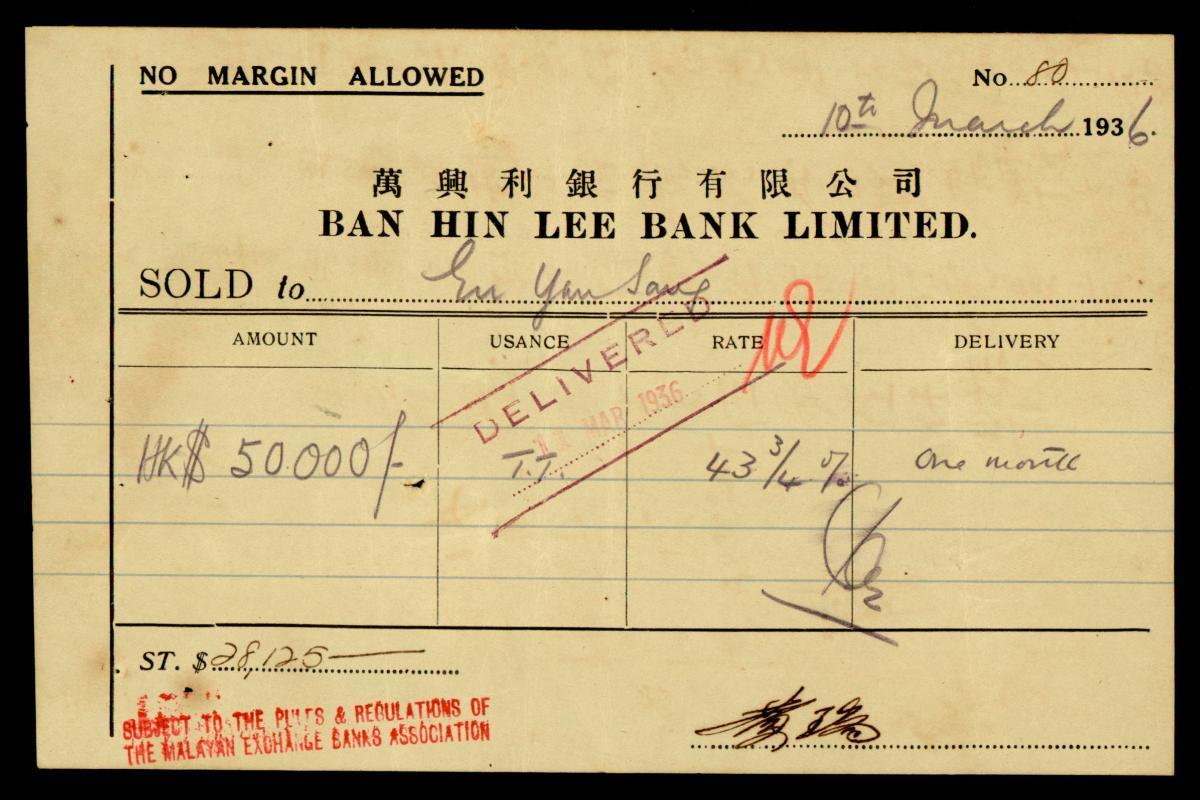 NO MARGIN ALLOWED
No. 80
10th March 1936.
萬興利銀行有限公司
BAN HIN LEE BANK LIMITED.
SOLD to Eu Yan Sang
AMOUNT USANCE RATE DELIVERY
DELIVERED
11 MAR 1936
HK$ 50.000/- T.T. 43 3/4 % One month
ST. $ 28,125
SUBJECT TO THE RULES & REGULATIONS OF
THE MALAYAN EXCHANGE BANKS ASSOCIATION